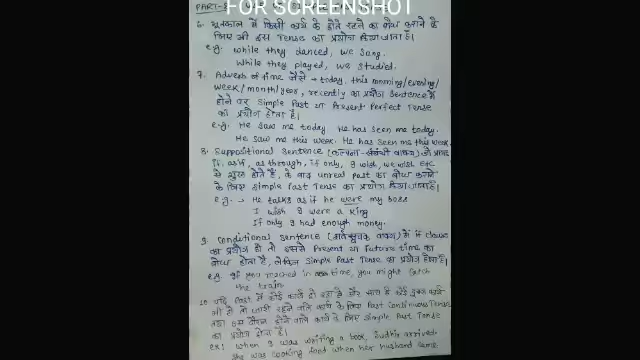 FOR SCREENSHOT
PART-
6. भूतकाल में किसी कार्य के होते रहने का बोध कराने के
लिए भी इस Tense का प्रयोग किया जाता है।
e.g. While they danced, we sang.
While they played, we studied.
7. Adverb of Time जैसे → today, this morning/evening/
week/month/year, recently का प्रयोग Sentence में
होने पर Simple Past या Present Perfect Tense
का प्रयोग होता है।
e.g. He saw me today He has seen me today.
He saw me this week. He has seen me this week.
8. Suppositional Sentence (कल्पना-संबंधी वाक्य) जो प्रायः
If, as if, as through, if only, I wish, we wish etc
से शुरू होते हैं, के बाद unreal past का बोध कराने
के लिए Simple Past Tense का प्रयोग किया जाता है।
e.g. → He talks as if he were my boss
I wish I were a king
If only I had enough money.
9. Conditional Sentence (शर्तसूचक वाक्य) में If clause
का प्रयोग हो तो इससे Present या Future time का
बोध होता है, लेकिन Simple Past Tense का प्रयोग होता है।
e.g. If you reached in time, you might catch
the train
10. यदि Past में कोई कार्य हो रहा हो और साथ ही कोई दूसरा कार्य
भी हो तो जारी रहने वाले कार्य के लिए Past Continuous Tense
तथा इस दौरान होने वाले कार्य के लिए Simple Past Tense
का प्रयोग होता है।
ex: When I was writing a book, Sudhir arrived.
She was cooking food when her husband came